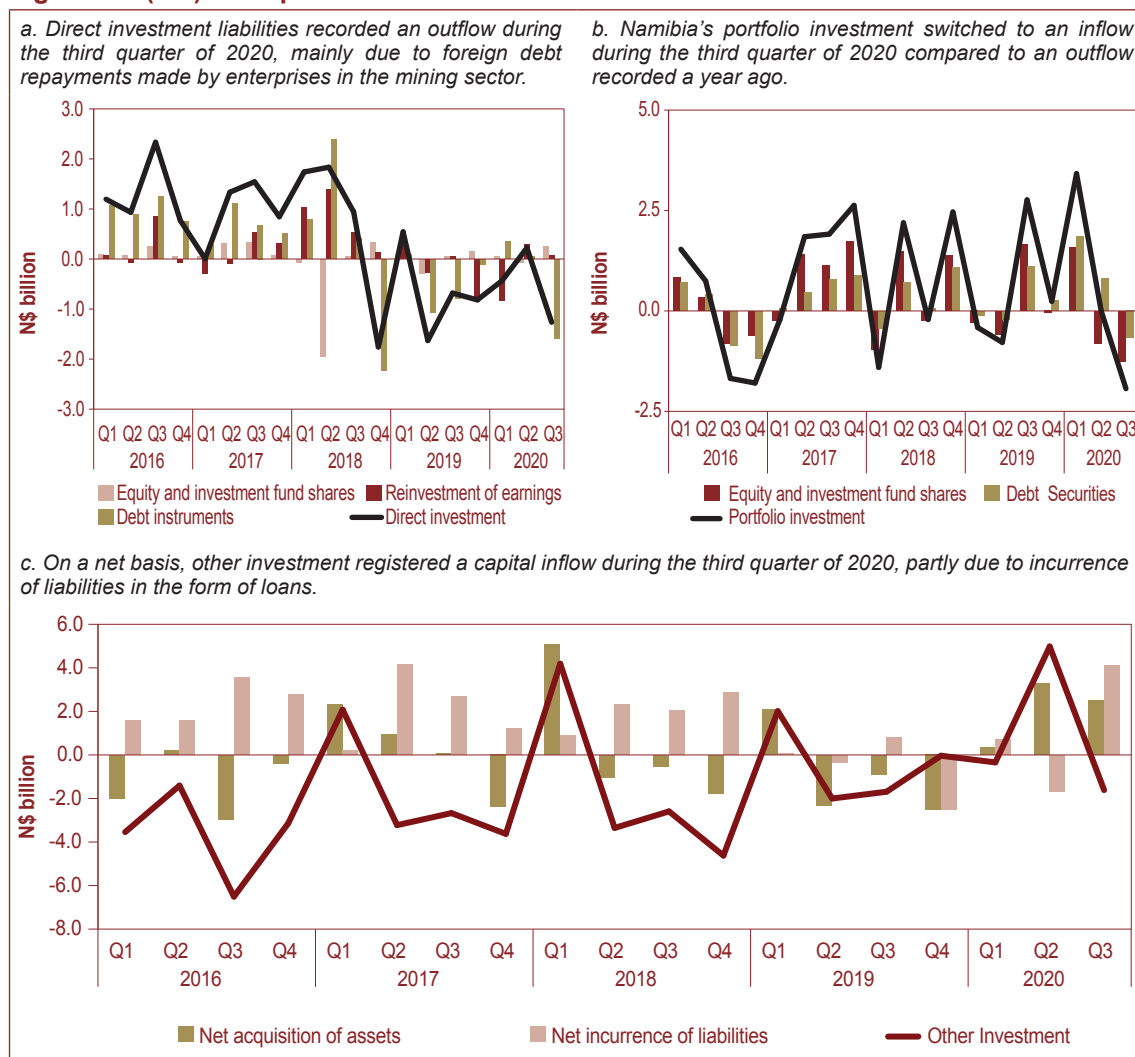 a. Direct investment liabilities recorded an outflow during
the third quarter of 2020, mainly due to foreign debt
repayments made by enterprises in the mining sector.
3.0
2.0
1.0
0.0
-1.0
-2.0
-3.0
N$ billion
Q1 Q2 Q3 Q4 Q1 Q2 Q3 Q4 Q1 Q2 Q3 Q4 Q1 Q2 Q3 Q4 Q1 Q2 Q3
2016 2017 2018 2019 2020
Equity and investment fund shares Reinvestment of earnings
Debt instruments Direct investment
b. Namibia's portfolio investment switched to an inflow
during the third quarter of 2020 compared to an outflow
recorded a year ago.
5.0
2.5
0.0
-2.5
N$ billion
Q1 Q2 Q3 Q4 Q1 Q2 Q3 Q4 Q1 Q2 Q3 Q4 Q1 Q2 Q3 Q4 Q1 Q2 Q3
2016 2017 2018 2019 2020
Equity and investment fund shares Debt Securities
Portfolio investment
c. On a net basis, other investment registered a capital inflow during the third quarter of 2020, partly due to incurrence
of liabilities in the form of loans.
6.0
4.0
2.0
0.0
-2.0
-4.0
-6.0
-8.0
N$ billion
Q1 Q2 Q3 Q4 Q1 Q2 Q3 Q4 Q1 Q2 Q3 Q4 Q1 Q2 Q3 Q4 Q1 Q2 Q3
2016 2017 2018 2019 2020
Net acquisition of assets Net incurrence of liabilities Other Investment